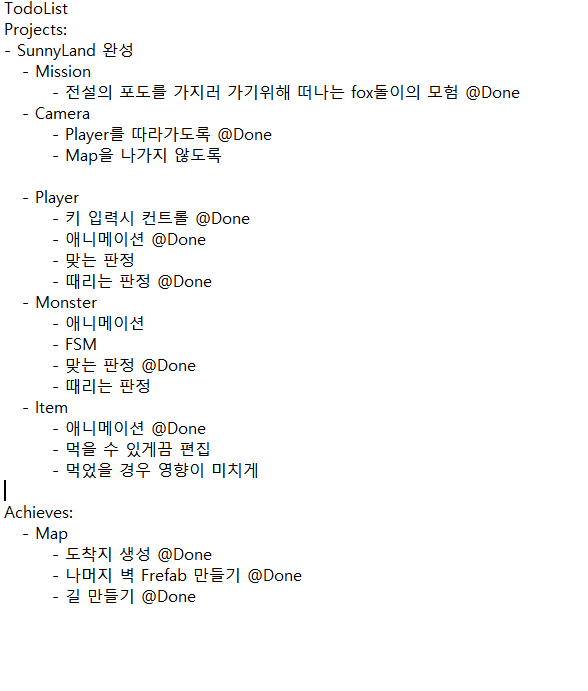 TodoList
Projects:
- SunnyLand 완성
- Mission
- 전설의 포도를 가지러 가기위해 떠나는 fox돌이의 모험 @Done
- Camera
- Player를 따라가도록 @Done
- Map을 나가지 않도록
- Player
- 키 입력시 컨트롤 @Done
- 애니메이션 @Done
- 맞는 판정
- 때리는 판정 @Done
- Monster
- 애니메이션
- FSM
- 맞는 판정 @Done
- 때리는 판정
- Item
- 애니메이션 @Done
- 먹을 수 있게끔 편집
- 먹었을 경우 영향이 미치게
Achieves:
- Map
- 도착지 생성 @Done
- 나머지 벽 Frefab 만들기 @Done
- 길 만들기 @Done